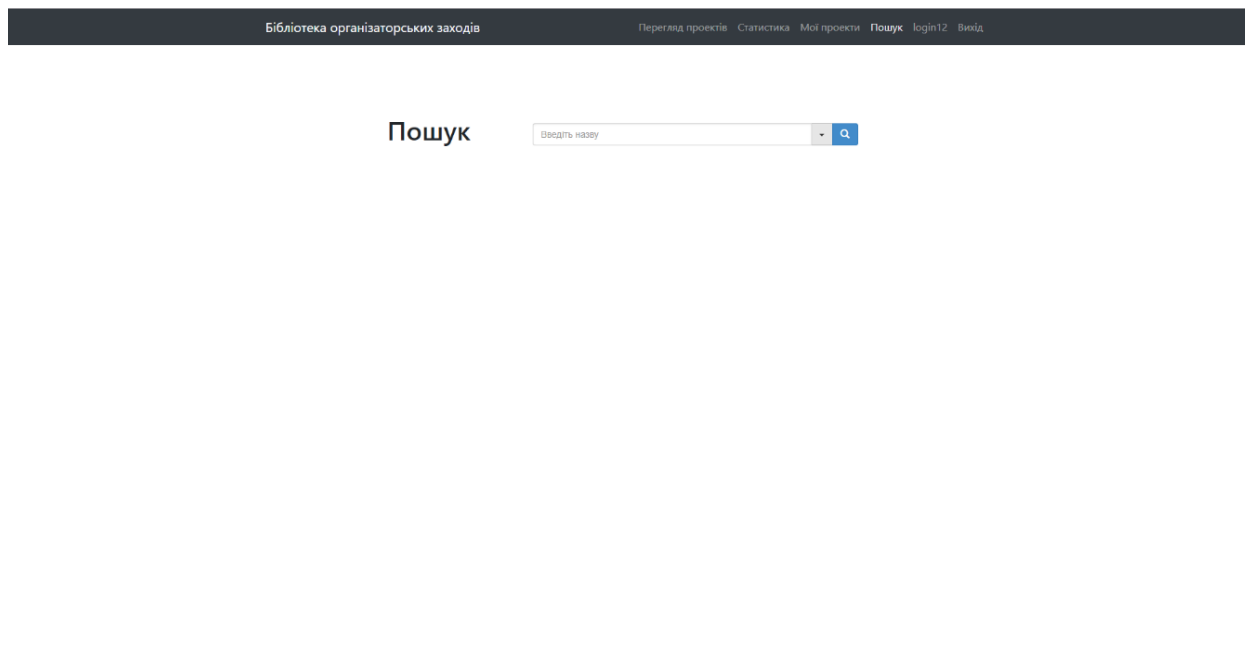 Бібліотека організаторських заходів
Перегляд проектів Статистика Мої проекти Пошук login12 Вихід
Пошук
Введіть назву